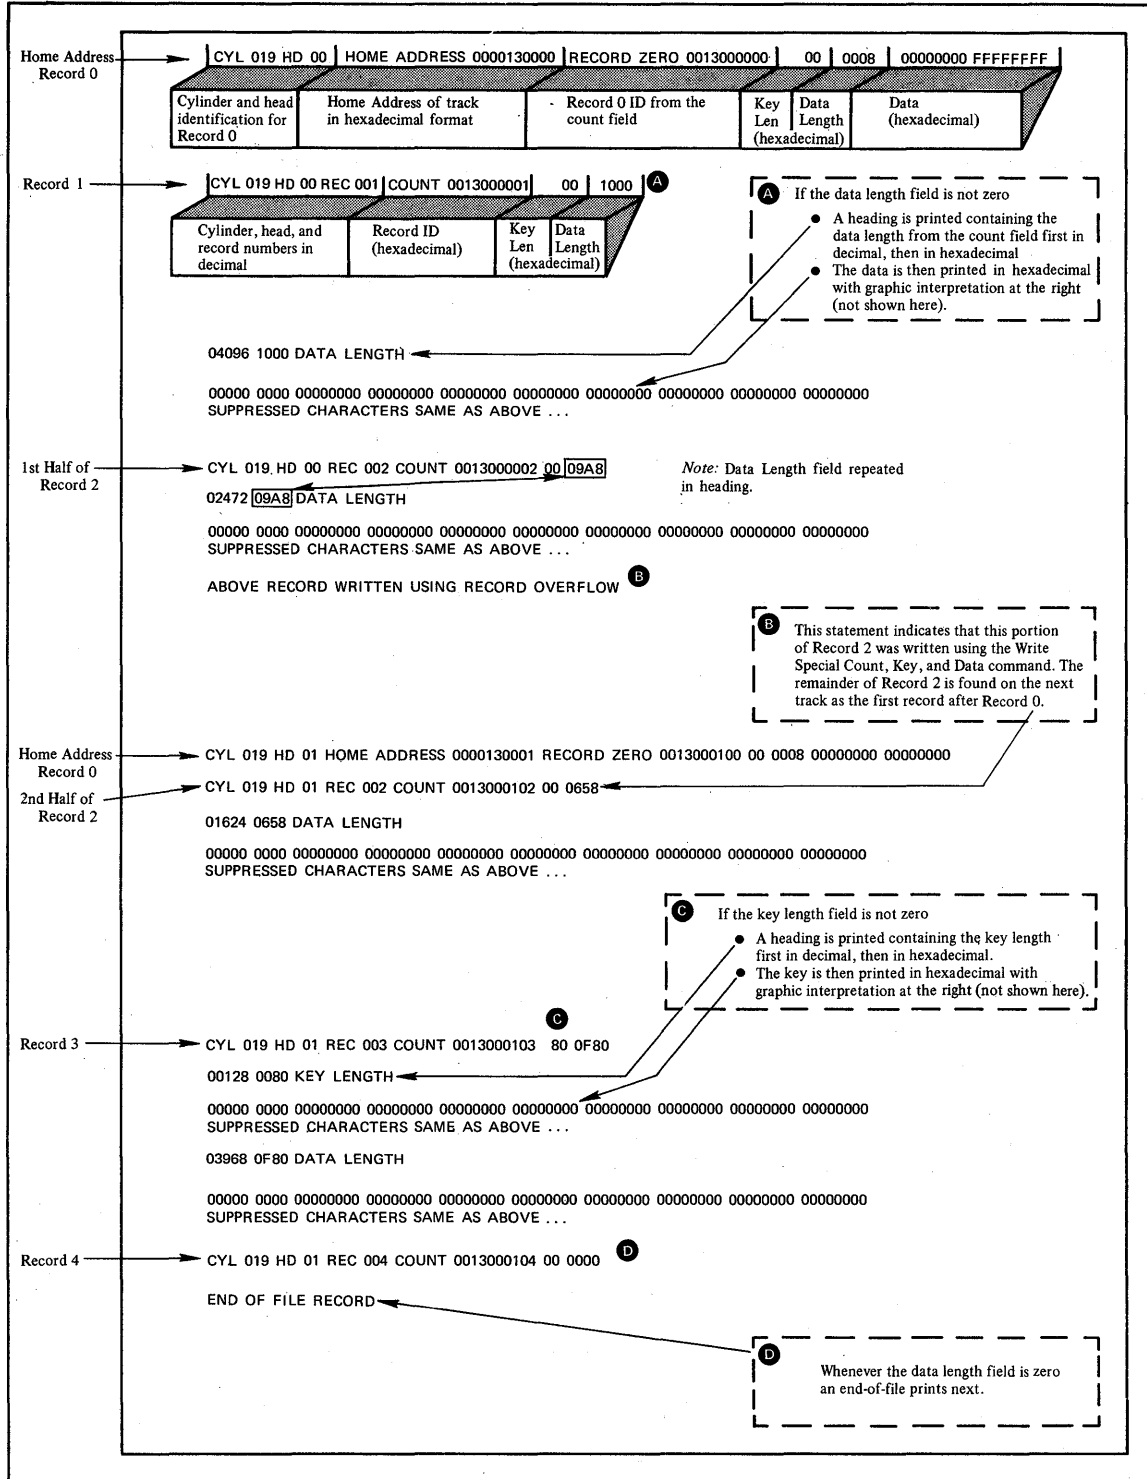 Home Address
Record 0
CYL 019 HD 00 HOME ADDRESS 0000130000 RECORD ZERO 0013000000 00 0008 00000000 FFFFFFFF
Cylinder and head
identification for
Record 0
Home Address of track
in hexadecimal format
Record 0 ID from the
count field
Key
Len
Data
Length
(hexadecimal)
Data
(hexadecimal)
Record 1
CYL 019 HD 00 REC 001 COUNT 0013000001 00 1000 A
Cylinder, head, and
record numbers in
decimal
Record ID
(hexadecimal)
Key
Len
Data
Length
(hexadecimal)
A If the data length field is not zero
● A heading is printed containing the
data length from the count field first in
decimal, then in hexadecimal
● The data is then printed in hexadecimal
with graphic interpretation at the right
(not shown here).
04096 1000 DATA LENGTH
00000 0000 00000000 00000000 00000000 00000000 00000000 00000000 00000000 00000000
SUPPRESSED CHARACTERS SAME AS ABOVE ...
1st Half of
Record 2
CYL 019 HD 00 REC 002 COUNT 0013000002 00 09A8
Note: Data Length field repeated
in heading.
02472 09A8 DATA LENGTH
00000 0000 00000000 00000000 00000000 00000000 00000000 00000000 00000000 00000000
SUPPRESSED CHARACTERS SAME AS ABOVE ...
ABOVE RECORD WRITTEN USING RECORD OVERFLOW B
B This statement indicates that this portion
of Record 2 was written using the Write
Special Count, Key, and Data command. The
remainder of Record 2 is found on the next
track as the first record after Record 0.
Home Address
Record 0
CYL 019 HD 01 HOME ADDRESS 0000130001 RECORD ZERO 0013000100 00 0008 00000000 00000000
2nd Half of
Record 2
CYL 019 HD 01 REC 002 COUNT 0013000102 00 0658
01624 0658 DATA LENGTH
00000 0000 00000000 00000000 00000000 00000000 00000000 00000000 00000000 00000000
SUPPRESSED CHARACTERS SAME AS ABOVE ...
C If the key length field is not zero
● A heading is printed containing the key length
first in decimal, then in hexadecimal.
● The key is then printed in hexadecimal with
graphic interpretation at the right (not shown here).
C
Record 3
CYL 019 HD 01 REC 003 COUNT 0013000103 80 0F80
00128 0080 KEY LENGTH
00000 0000 00000000 00000000 00000000 00000000 00000000 00000000 00000000 00000000
SUPPRESSED CHARACTERS SAME AS ABOVE ...
03968 0F80 DATA LENGTH
00000 0000 00000000 00000000 00000000 00000000 00000000 00000000 00000000 00000000
SUPPRESSED CHARACTERS SAME AS ABOVE ...
Record 4
CYL 019 HD 01 REC 004 COUNT 0013000104 00 0000 D
END OF FILE RECORD
D
Whenever the data length field is zero
an end-of-file prints next.